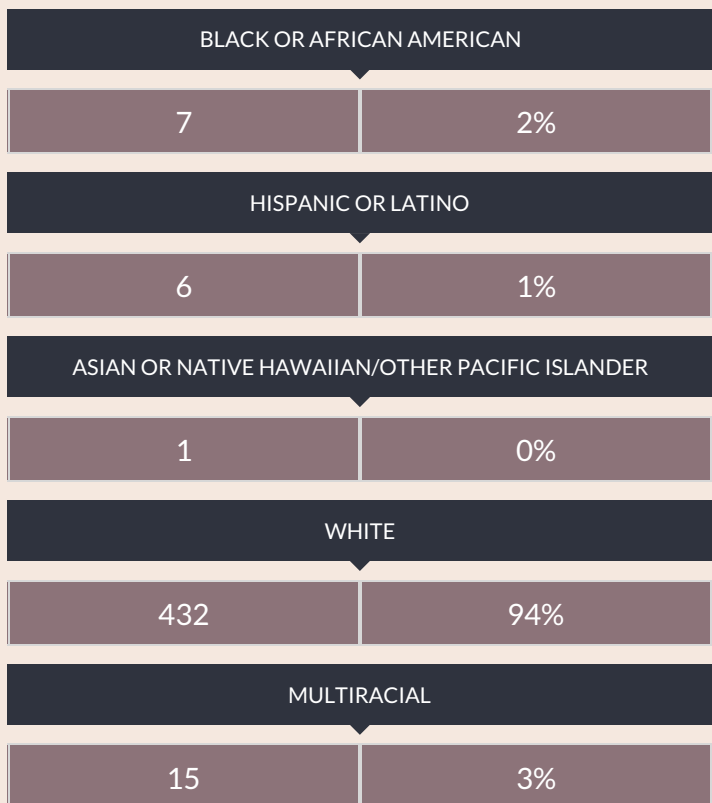 BLACK OR AFRICAN AMERICAN
7 2%
HISPANIC OR LATINO
6 1%
ASIAN OR NATIVE HAWAIIAN/OTHER PACIFIC ISLANDER
1 0%
WHITE
432 94%
MULTIRACIAL
15 3%